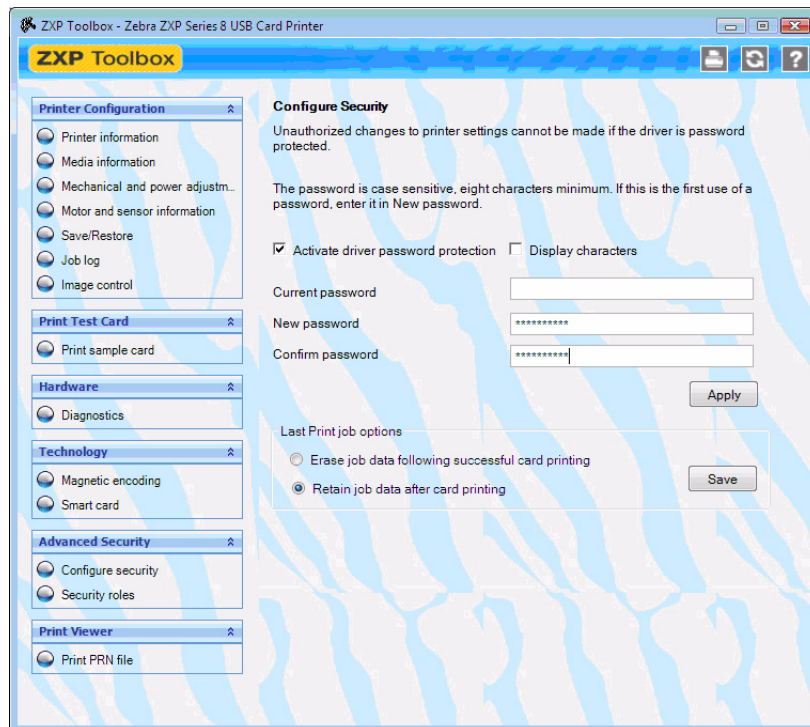 ZXP Toolbox - Zebra ZXP Series 8 USB Card Printer
ZXP Toolbox
?
Printer Configuration
Printer information
Media information
Mechanical and power adjustm...
Motor and sensor information
Save/Restore
Job log
Image control
Print Test Card
Print sample card
Hardware
Diagnostics
Technology
Magnetic encoding
Smart card
Advanced Security
Configure security
Security roles
Print Viewer
Print PRN file
Configure Security
Unauthorized changes to printer settings cannot be made if the driver is password
protected.
The password is case sensitive, eight characters minimum. If this is the first use of a
password, enter it in New password.
Activate driver password protection
Display characters
Current password
New password
**********
Confirm password
**********
Apply
Last Print job options
Erase job data following successful card printing
Retain job data after card printing
Save